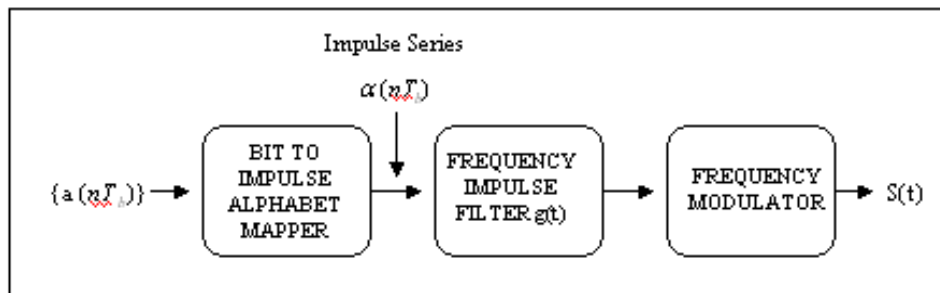 Impulse Series
α(nT_b)
{a(nT_b)}
BIT TO
IMPULSE
ALPHABET
MAPPER
FREQUENCY
IMPULSE
FILTER g(t)
FREQUENCY
MODULATOR
S(t)